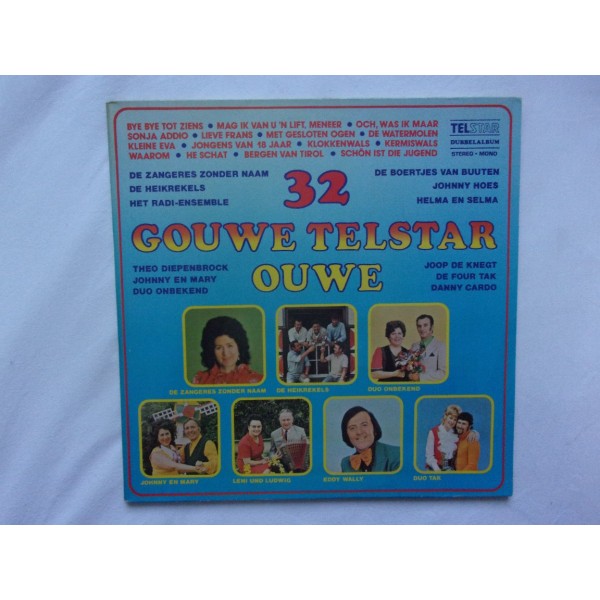 BYE BYE TOT ZIENS • MAG IK VAN U 'N LIFT, MENEER • OCH, WAS IK MAAR
SONJA ADDIO • LIEVE FRANS • MET GESLOTEN OGEN • DE WATERMOLEN
KLEINE EVA • JONGENS VAN 18 JAAR • KLOKKENWALS • KERMISWALS
WAAROM • HE SCHAT • BERGEN VAN TIROL • SCHÖN IST DIE JUGEND
TELSTAR
DUBBELALBUM
STEREO - MONO
DE ZANGERES ZONDER NAAM
DE HEIKREKELS
HET RADI-ENSEMBLE
32
DE BOERTJES VAN BUUTEN
JOHNNY HOES
HELMA EN SELMA
GOUWE TELSTAR
OUWE
THEO DIEPENBROCK
JOHNNY EN MARY
DUO ONBEKEND
JOOP DE KNEGT
DE FOUR TAK
DANNY CARDO
DE ZANGERES ZONDER NAAM
DE HEIKREKELS
DUO ONBEKEND
JOHNNY EN MARY
LENI UND LUDWIG
EDDY WALLY
DUO TAK